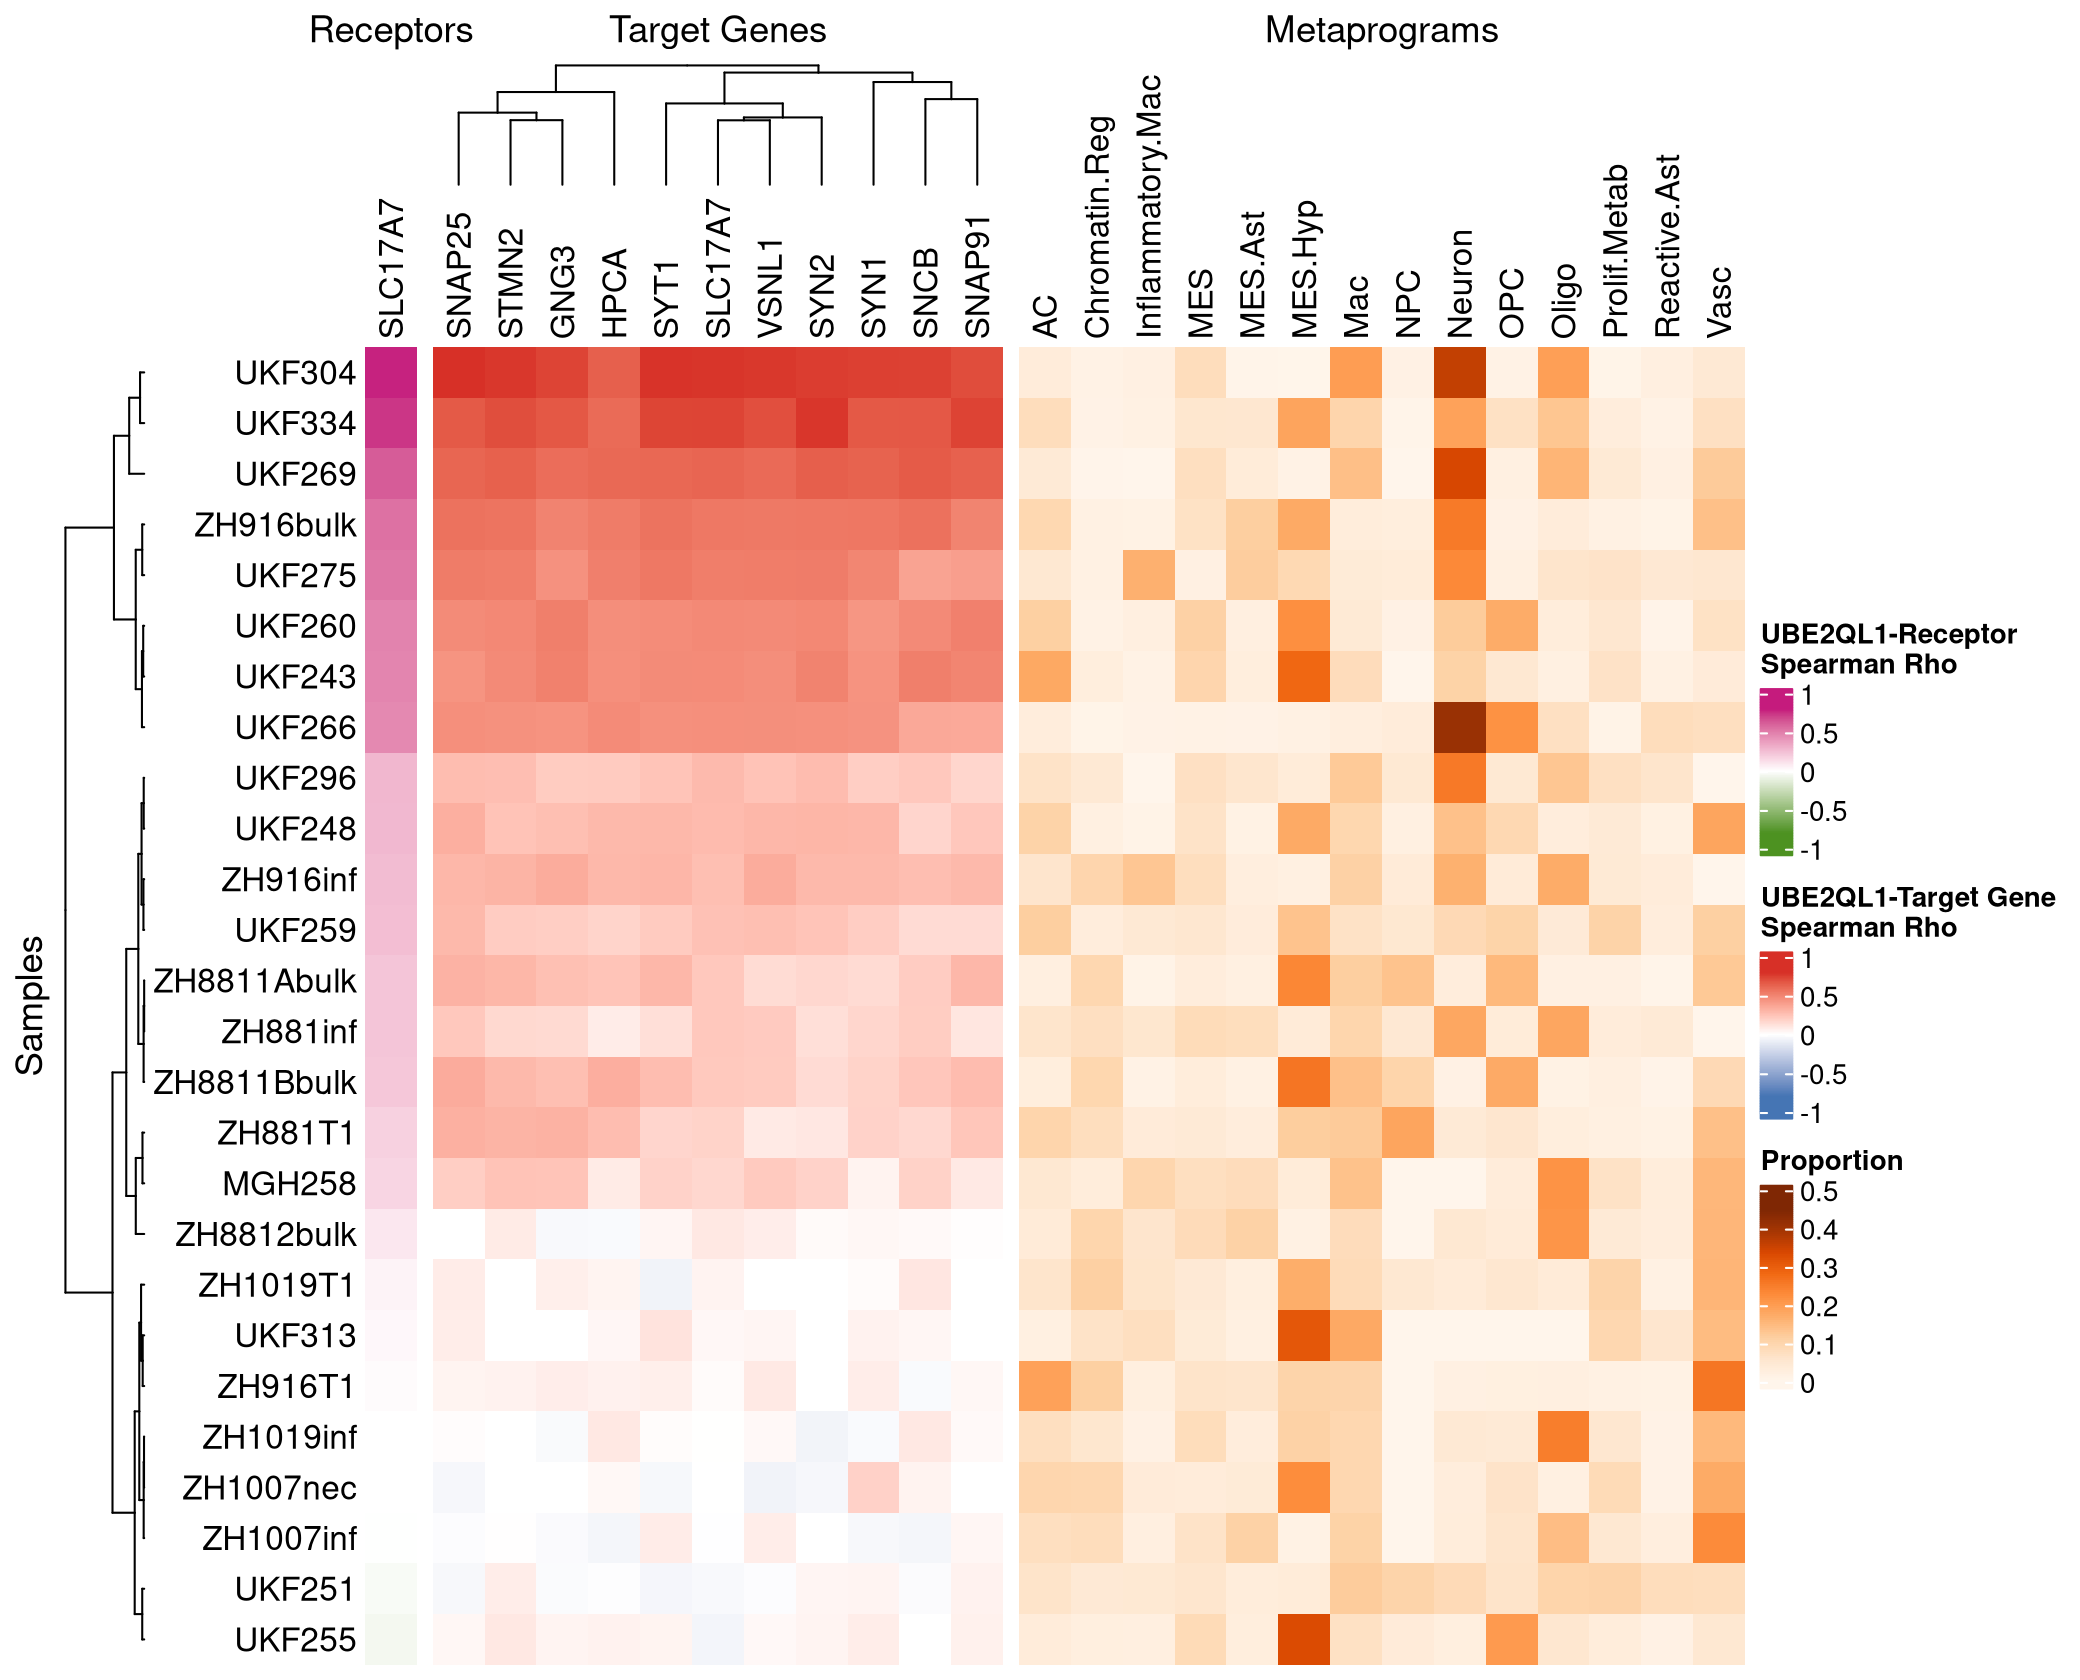 Receptors
Target Genes
Metaprograms
SLC17A7
SNAP25
STMN2
GNG3
HPCA
SYT1
SLC17A7
VSNL1
SYN2
SYN1
SNCB
SNAP91
AC
Chromatin.Reg
Inflammatory.Mac
MES
MES.Ast
MES.Hyp
Mac
NPC
Neuron
OPC
Oligo
Prolif.Metab
Reactive.Ast
Vasc
Samples
UKF304
UKF334
UKF269
ZH916bulk
UKF275
UKF260
UKF243
UKF266
UKF296
UKF248
ZH916inf
UKF259
ZH8811Abulk
ZH881inf
ZH8811Bbulk
ZH881T1
MGH258
ZH8812bulk
ZH1019T1
UKF313
ZH916T1
ZH1019inf
ZH1007nec
ZH1007inf
UKF251
UKF255
UBE2QL1-Receptor
Spearman Rho
1
0.5
0
-0.5
-1
UBE2QL1-Target Gene
Spearman Rho
1
0.5
0
-0.5
-1
Proportion
0.5
0.4
0.3
0.2
0.1
0